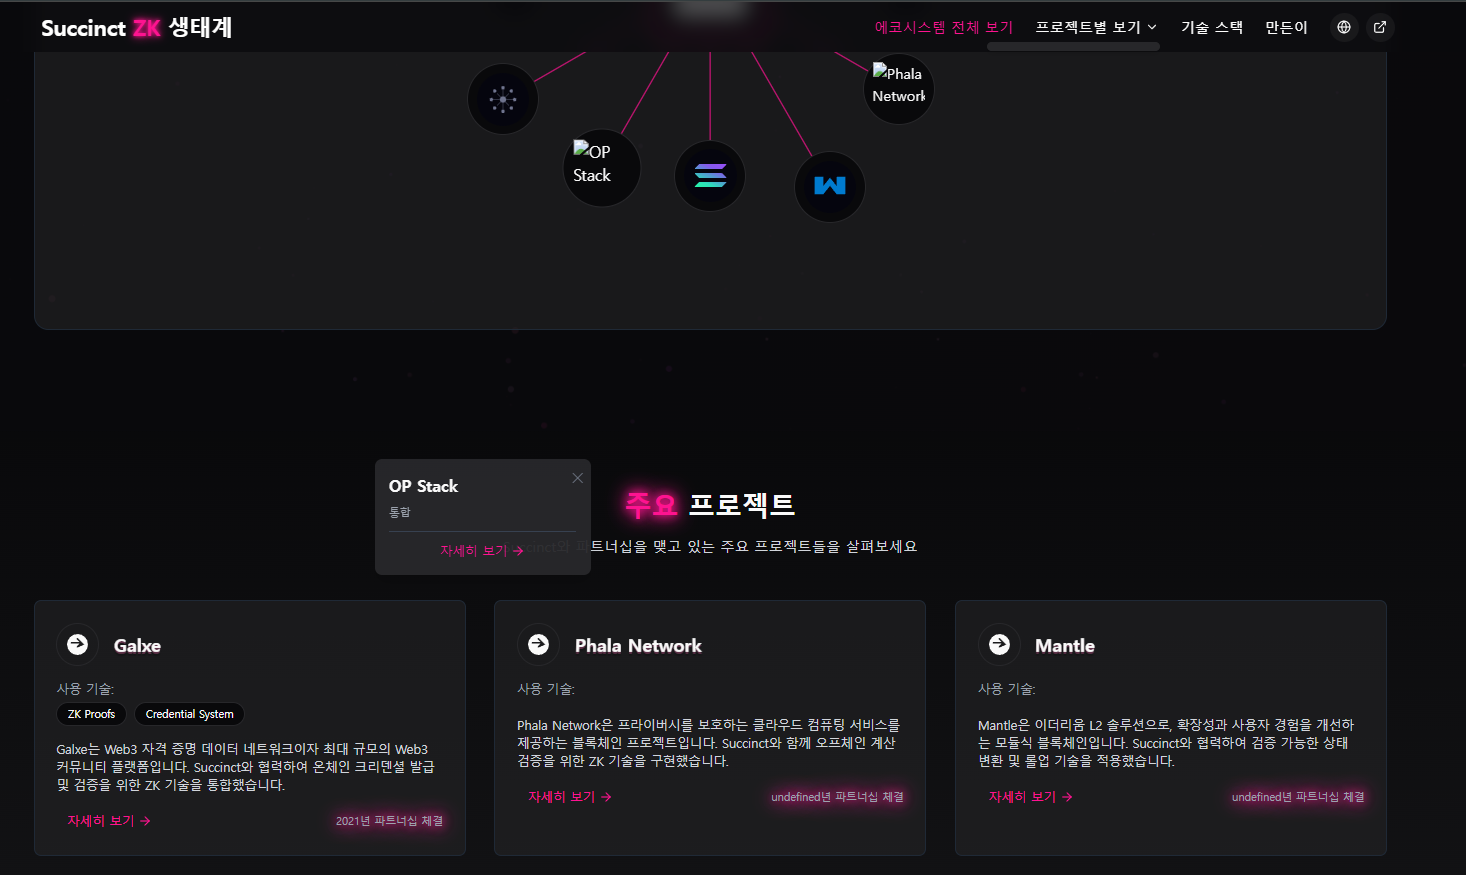 Succinct ZK 생태계
에코시스템 전체 보기
프로젝트별 보기
기술 스택
만든이
Phala
Network
OP
Stack
OP Stack
통합
자세히 보기 →
주요 프로젝트
트너십을 맺고 있는 주요 프로젝트들을 살펴보세요
Galxe
사용 기술:
ZK Proofs
Credential System
Galxe는 Web3 자격 증명 데이터 네트워크이자 최대 규모의 Web3
커뮤니티 플랫폼입니다. Succinct와 협력하여 온체인 크리덴셜 발급
및 검증을 위한 ZK 기술을 통합했습니다.
자세히 보기 →
2021년 파트너십 체결
Phala Network
사용 기술:
Phala Network은 프라이버시를 보호하는 클라우드 컴퓨팅 서비스를
제공하는 블록체인 프로젝트입니다. Succinct와 함께 오프체인 계산
검증을 위한 ZK 기술을 구현했습니다.
자세히 보기 →
undefined년 파트너십 체결
Mantle
사용 기술:
Mantle은 이더리움 L2 솔루션으로, 확장성과 사용자 경험을 개선하
는 모듈식 블록체인입니다. Succinct와 협력하여 검증 가능한 상태
변환 및 롤업 기술을 적용했습니다.
자세히 보기 →
undefined년 파트너십 체결